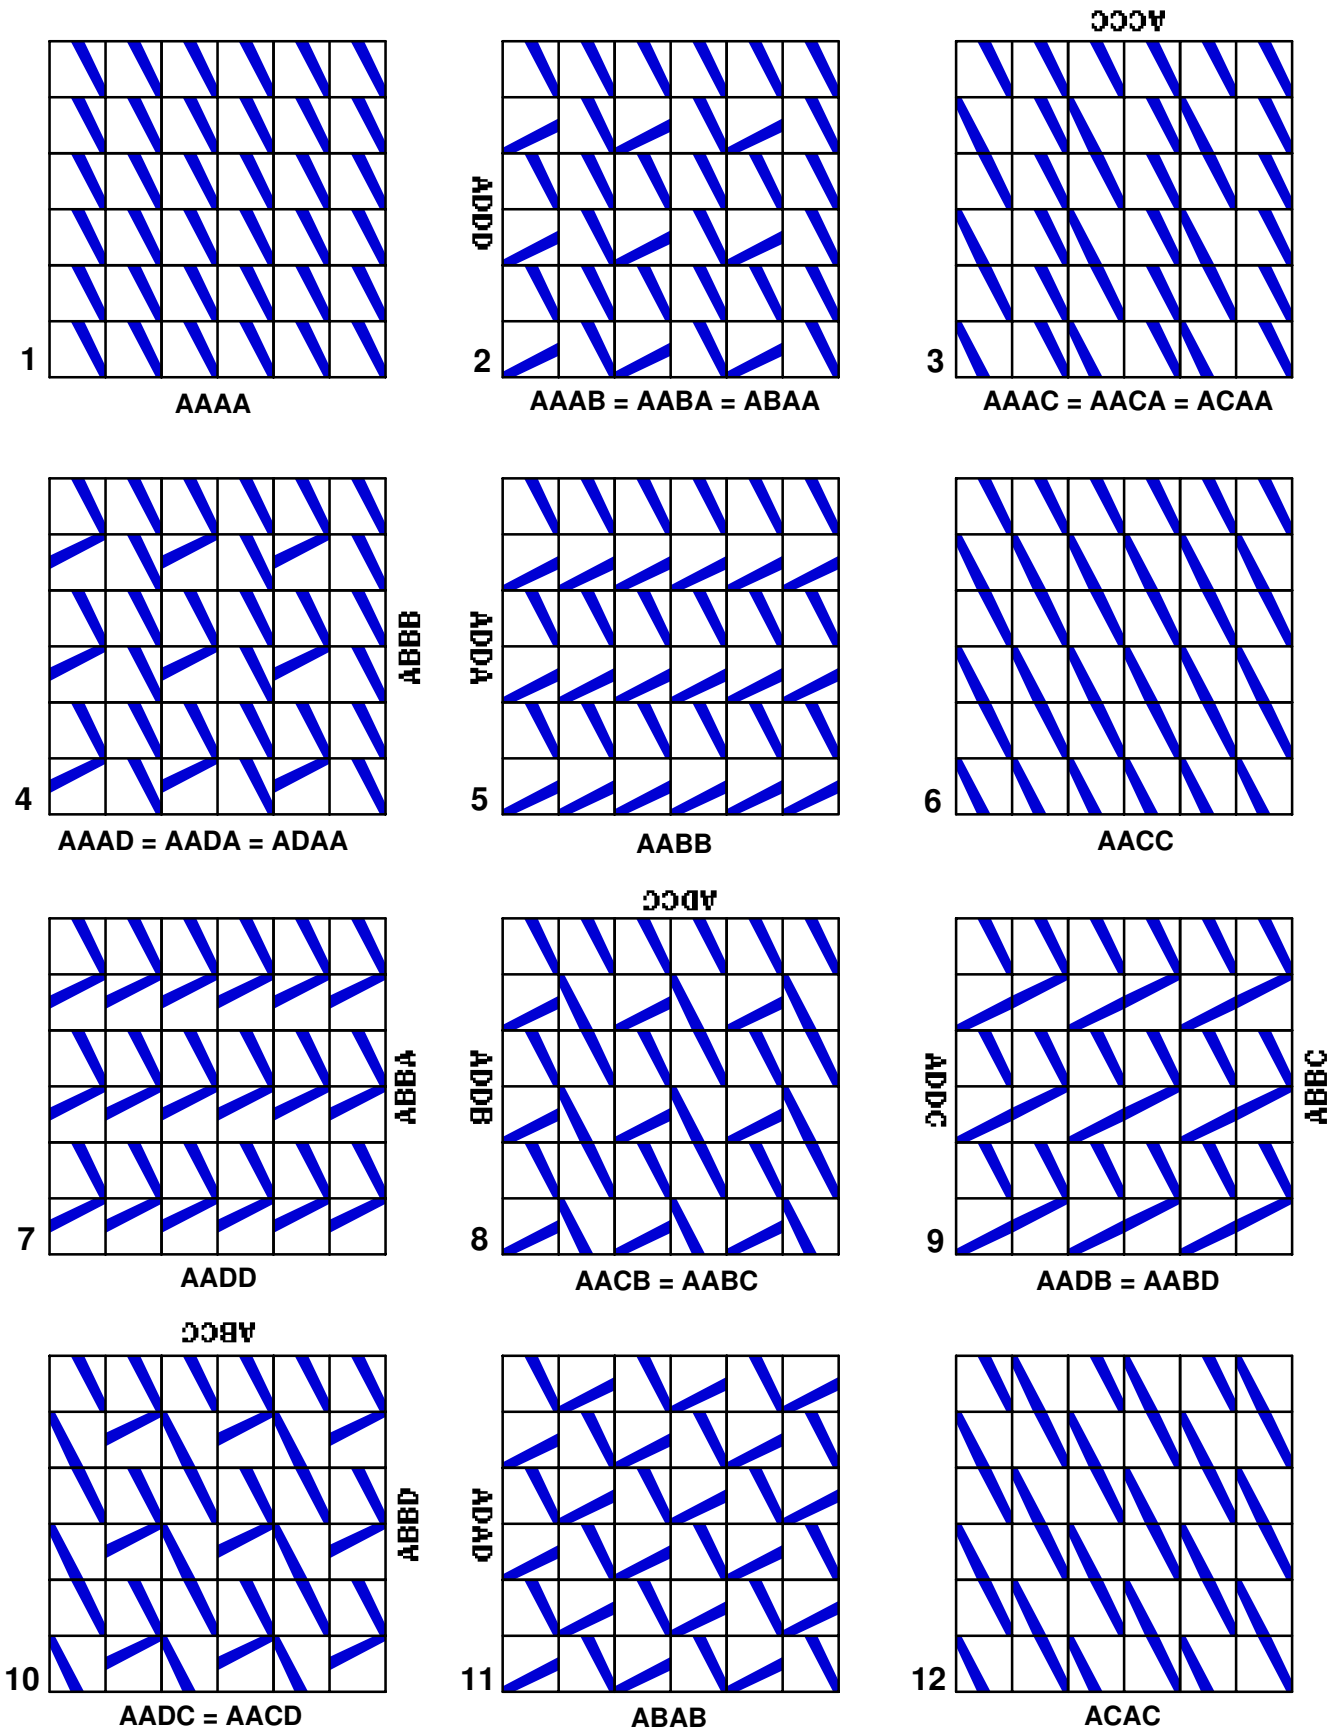 ACCC
ADDD
1
2
3
AAAA
AAAB = AABA = ABAA
AAAC = AACA = ACAA
ABBB
ADDA
4
5
6
AAAD = AADA = ADAA
AABB
AACC
ADCC
ABBA
ADDB
ADDC
ABBC
7
8
9
AADD
AACB = AABC
AADB = AABD
ABCC
ABBD
ADAD
10
11
12
AADC = AACD
ABAB
ACAC